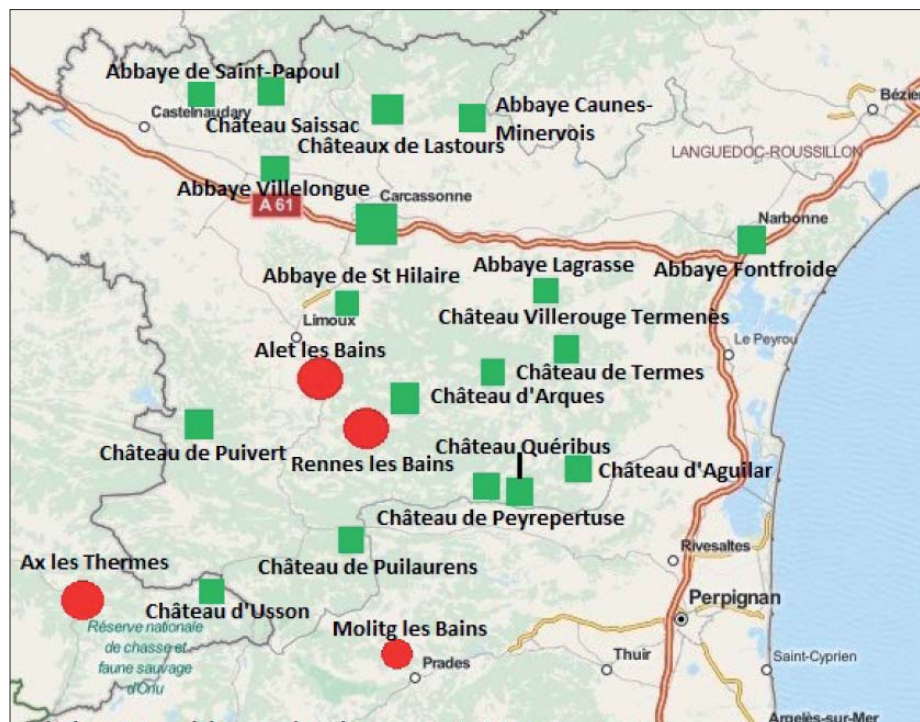 Abbaye de Saint-Papoul
Castelnaudary
Château Saissac
Abbaye Caunes-
Minervois
Bézier
Châteaux de Lastours
LANGUEDOC-ROUSSILLON
Abbaye Villelongue
Carcassonne
A 61
Narbonne
Abbaye Lagrasse
Abbaye Fontfroide
Abbaye de St Hilaire
Château Villerouge Termenès
Limoux
Le Peyrou
Alet les Bains
Château de Termes
Château d'Arques
Château de Puivert
Château Quéribus
Rennes les Bains
Château d'Aguilar
Château de Peyrepertuse
Rivesaltes
Ax les Thermes
Château de Puilaurens
Château d'Usson
Perpignan
Réserve nationale
de chasse et
faune sauvage
d'Orlu
Molitg les Bains
Prades
Thuir
Saint-Cyprien
Argelès-sur-Mer